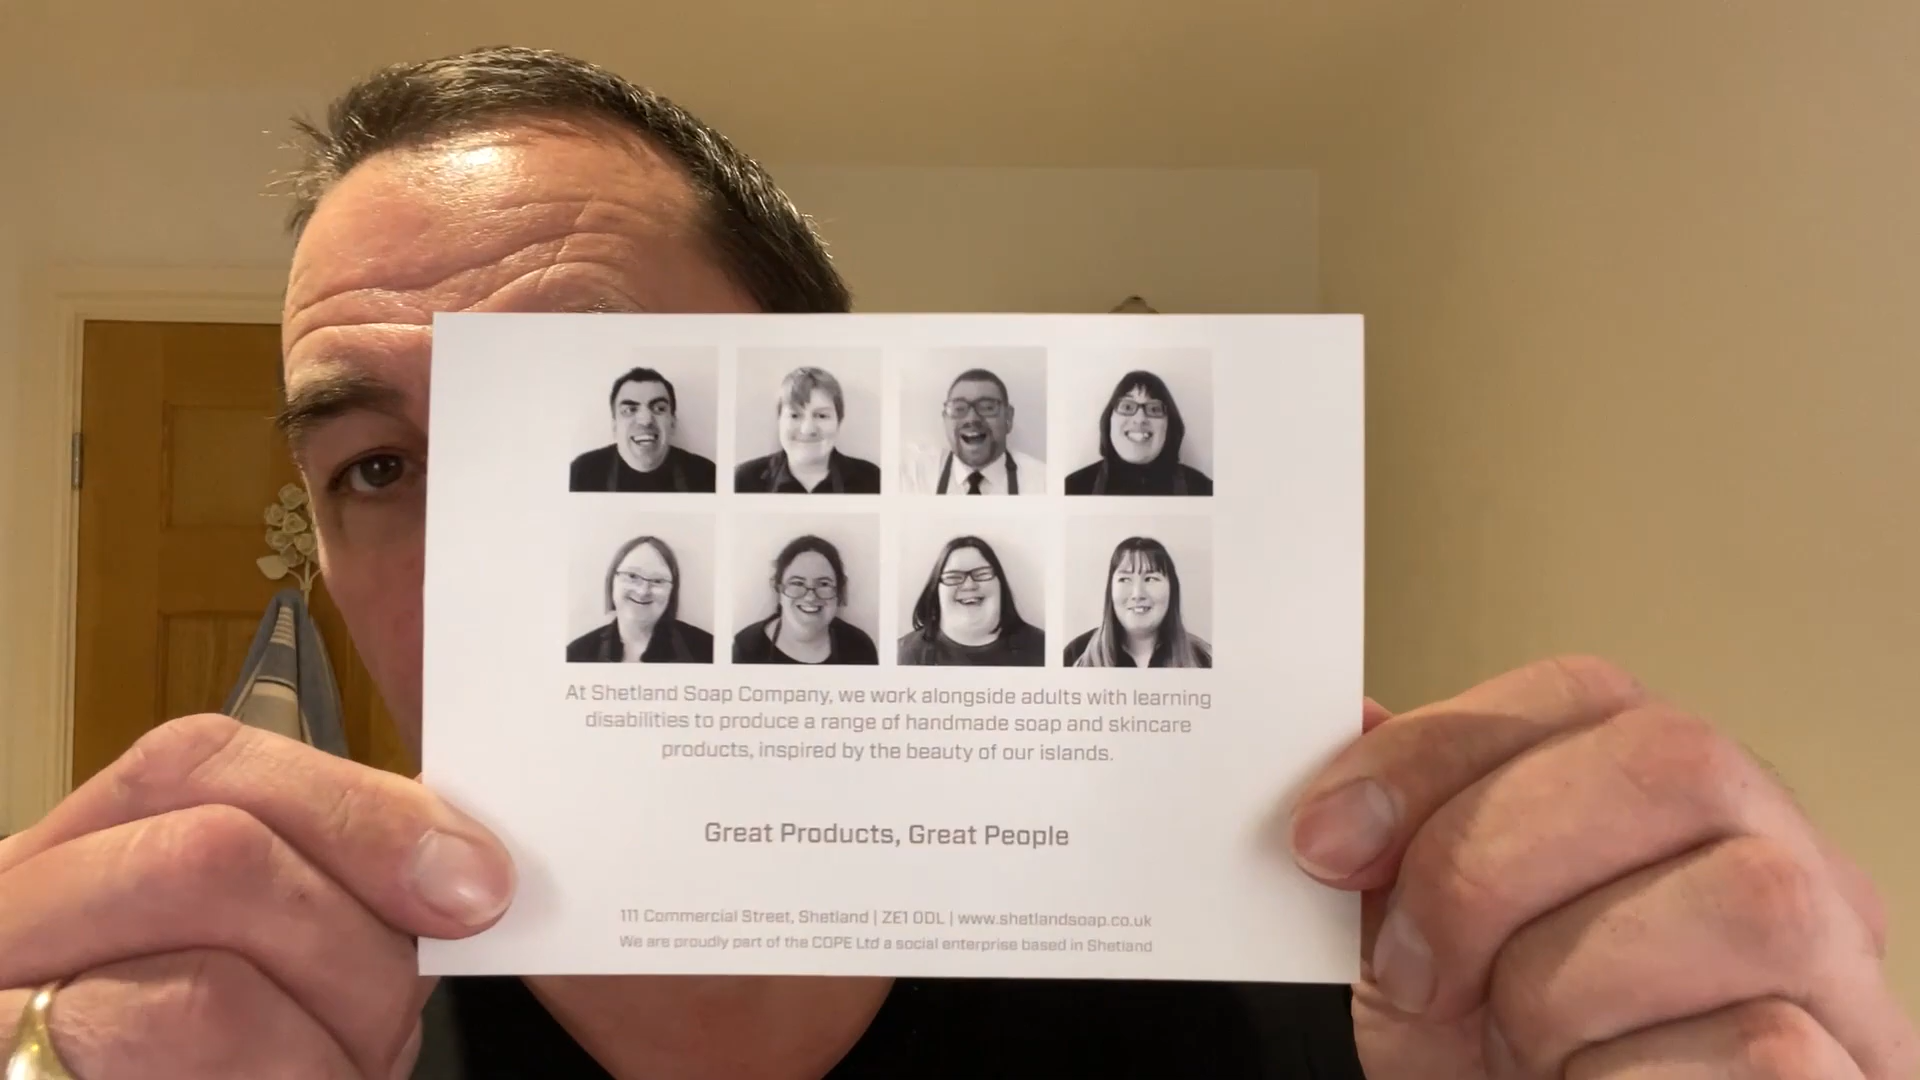 At Shetland Soap Company, we work alongside adults with learning
disabilities to produce a range of handmade soap and skincare
products, inspired by the beauty of our islands.
Great Products, Great People
111 Commercial Street, Shetland | ZE1 0DL | www.shetlandsoap.co.uk
We are proudly part of the COPE Ltd a social enterprise based in Shetland